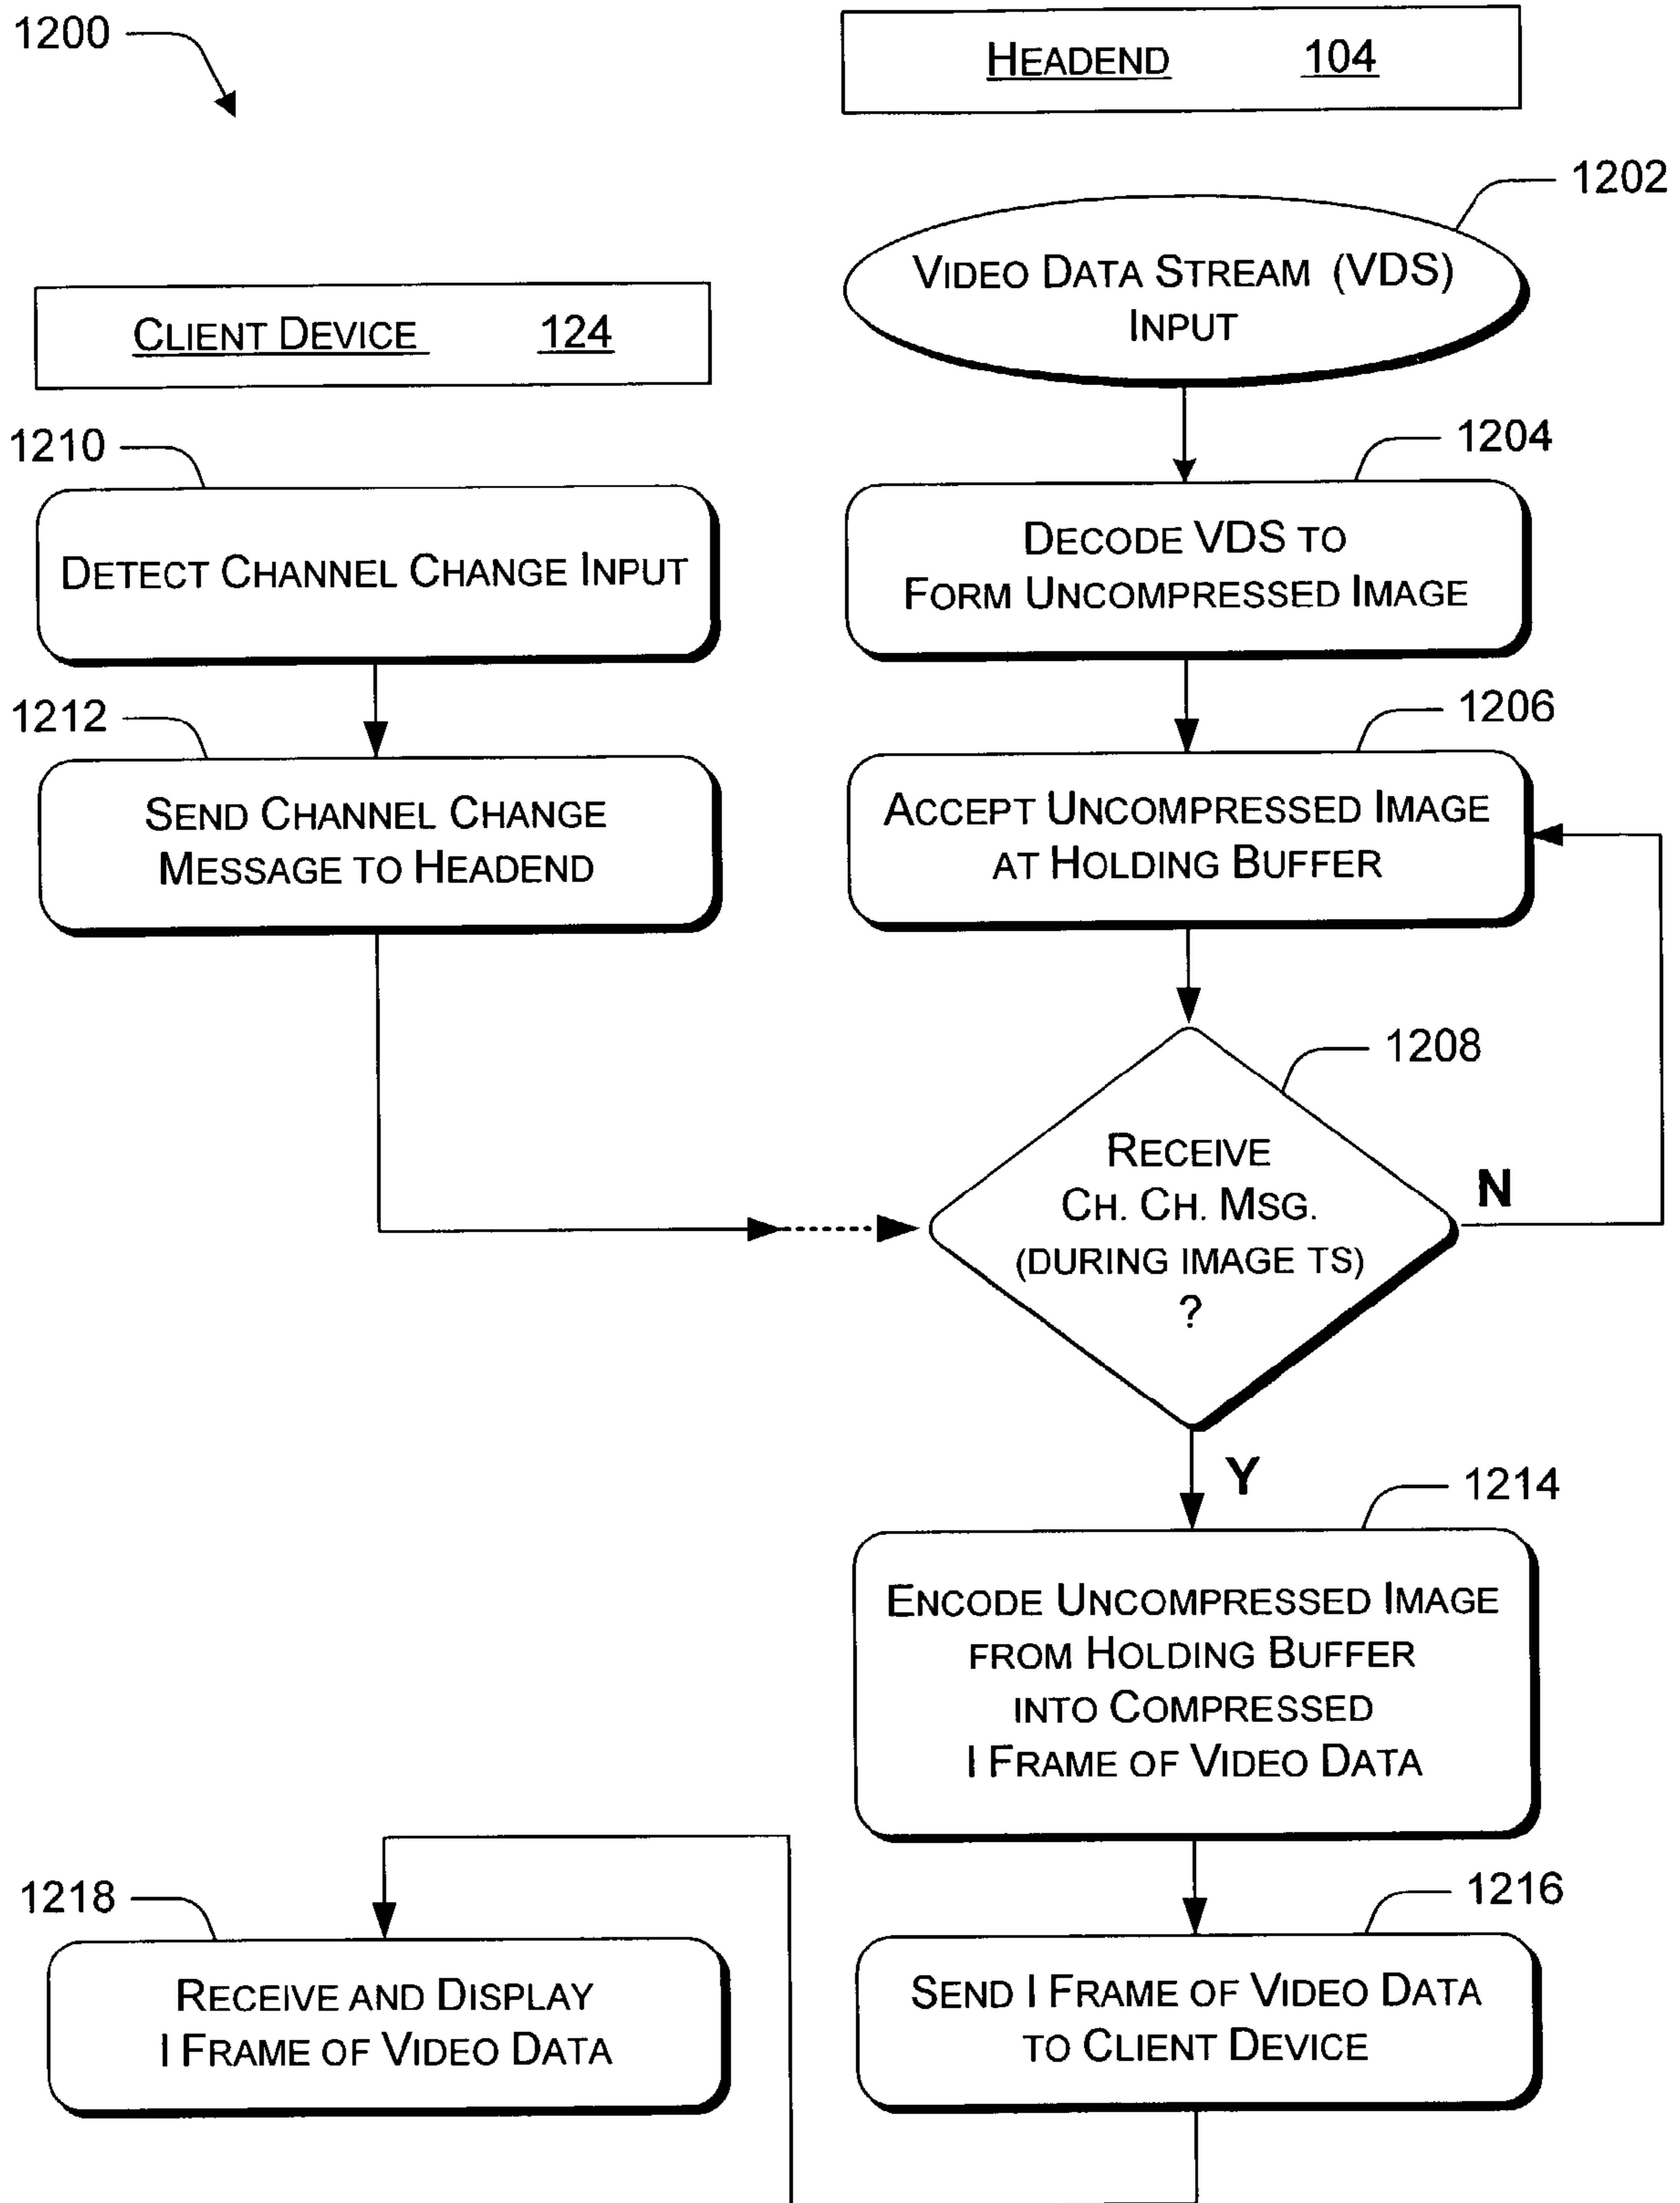 1200
HEADEND 104
1202
VIDEO DATA STREAM (VDS)
INPUT
CLIENT DEVICE 124
1210
DETECT CHANNEL CHANGE INPUT
1204
DECODE VDS TO
FORM UNCOMPRESSED IMAGE
1212
SEND CHANNEL CHANGE
MESSAGE TO HEADEND
1206
ACCEPT UNCOMPRESSED IMAGE
AT HOLDING BUFFER
1208
RECEIVE
CH. CH. MSG.
(DURING IMAGE TS)
?
N
Y
1214
ENCODE UNCOMPRESSED IMAGE
FROM HOLDING BUFFER
INTO COMPRESSED
I FRAME OF VIDEO DATA
1218
RECEIVE AND DISPLAY
I FRAME OF VIDEO DATA
1216
SEND I FRAME OF VIDEO DATA
TO CLIENT DEVICE